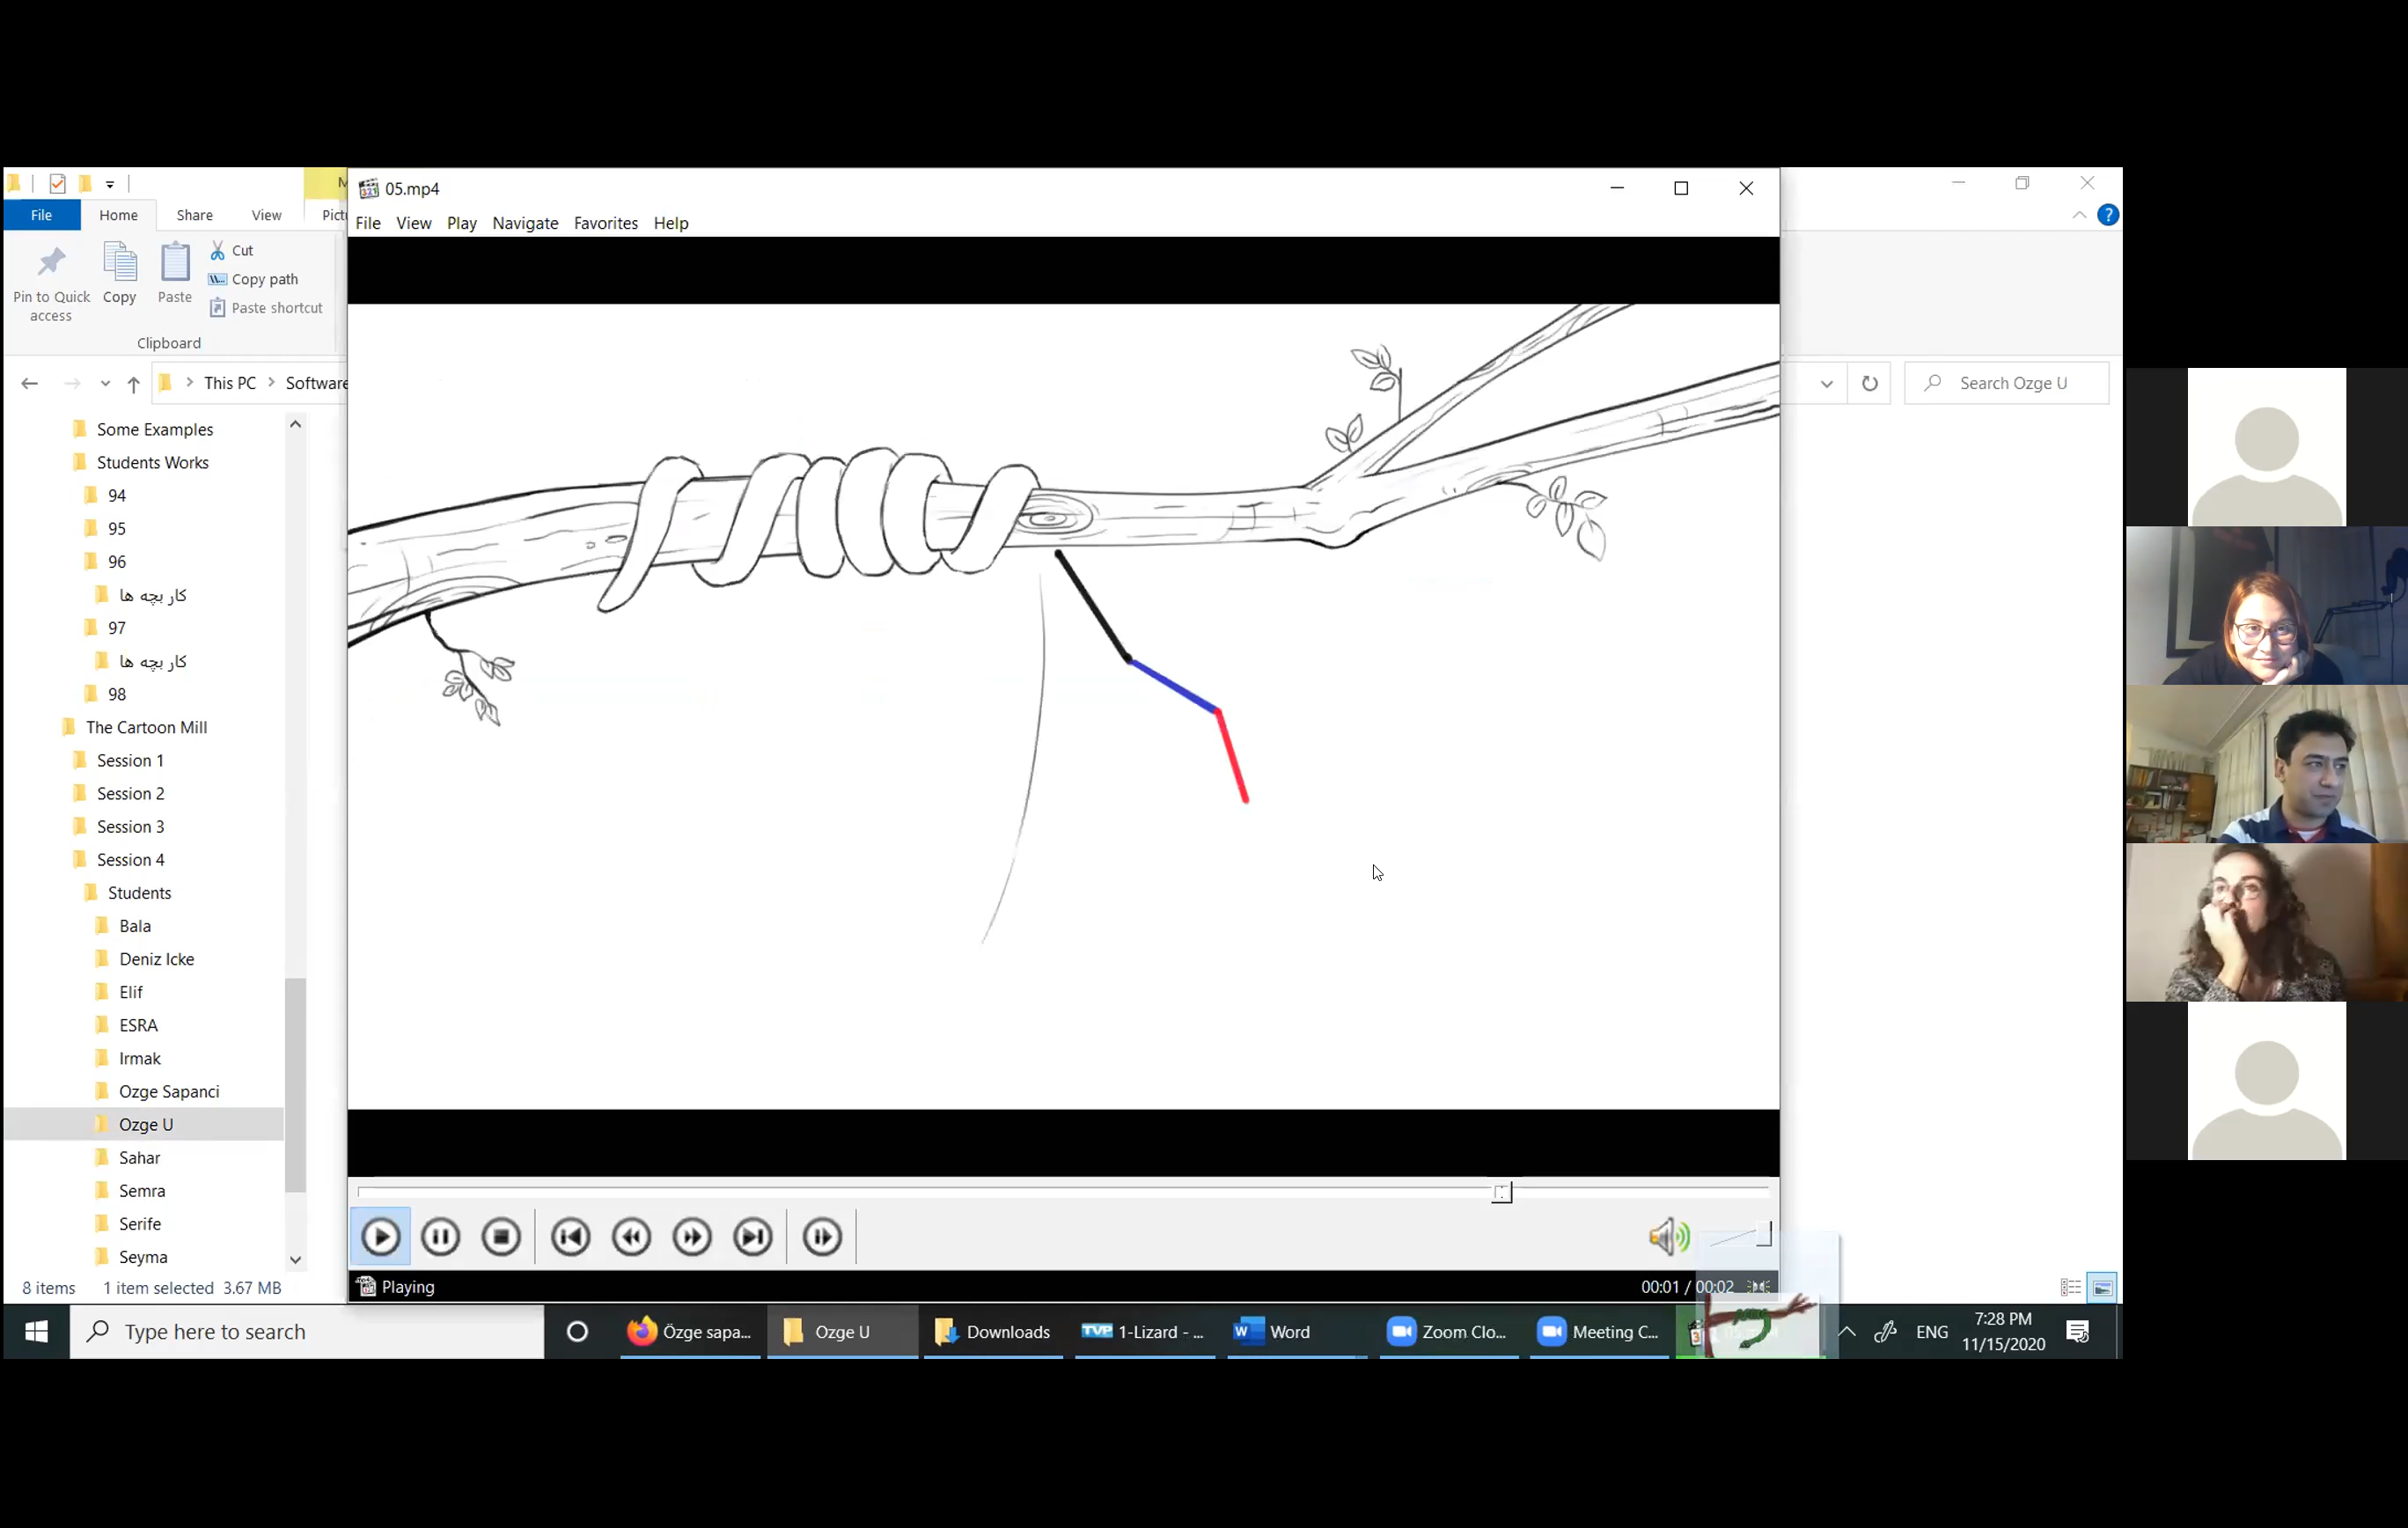 M
05.mp4
File
Home
Share
View
Pictu
File View Play Navigate Favorites Help
Pin to Quick access
Copy
Paste
Cut
Copy path
Paste shortcut
Clipboard
This PC
Software
Search Ozge U
Some Examples
Students Works
94
95
96
کار بچه ها
97
کار بچه ها
98
The Cartoon Mill
Session 1
Session 2
Session 3
Session 4
Students
Bala
Deniz Icke
Elif
ESRA
Irmak
Ozge Sapanci
Ozge U
Sahar
Semra
Serife
Seyma
8 items 1 item selected 3.67 MB
Playing
00:01 / 00:02
Type here to search
Özge sapa...
Ozge U
Downloads
TVP
1-Lizard - ...
W
Word
Zoom Clo...
Meeting C...
ENG
7:28 PM
11/15/2020